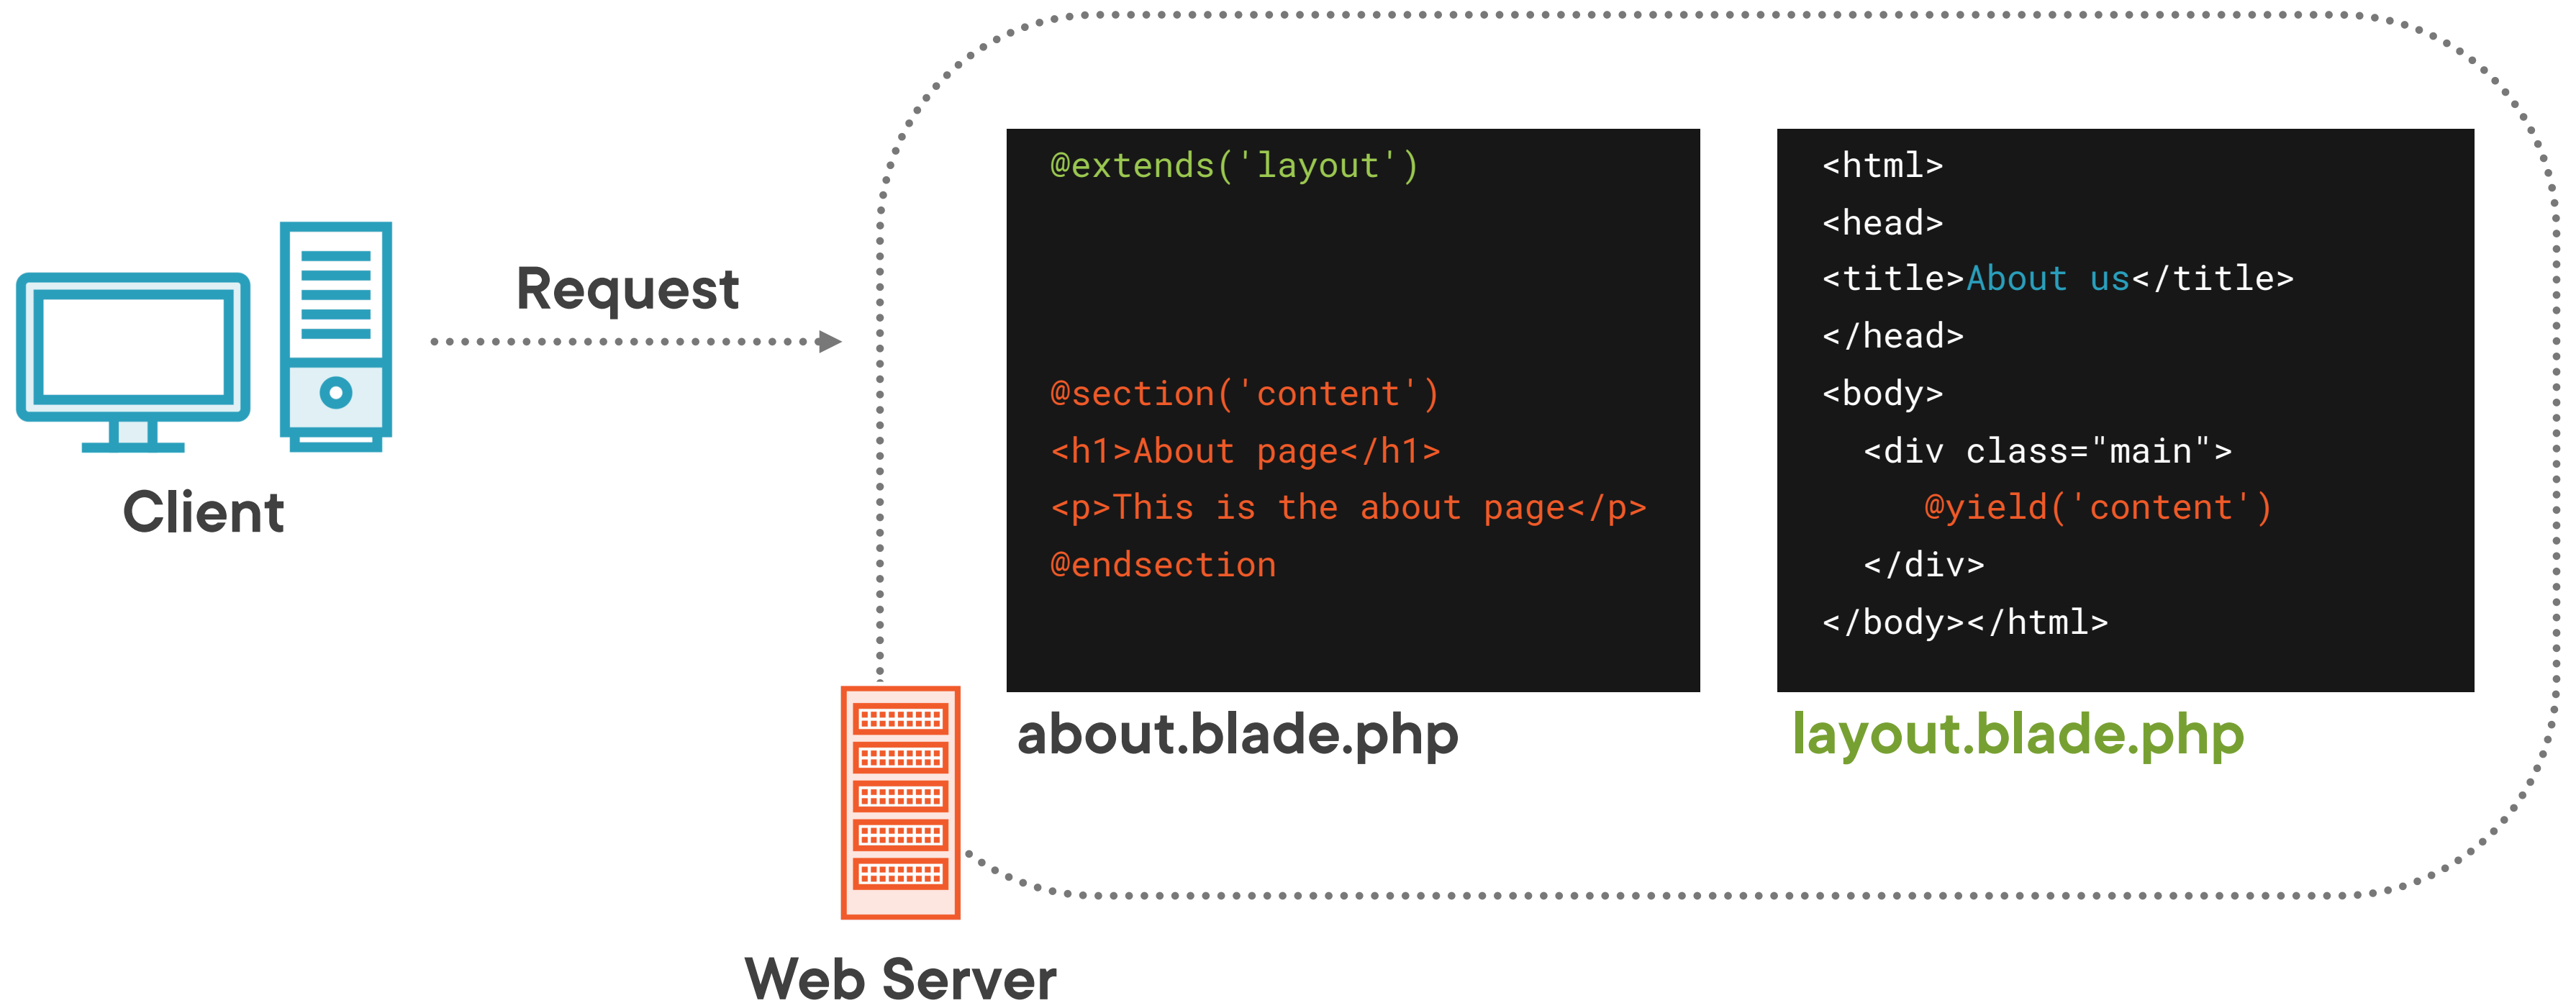 Request
Client
@extends('layout')
@section('content')
<h1>About page</h1>
<p>This is the about page</p>
@endsection
about.blade.php
<html>
<head>
<title>About us</title>
</head>
<body>
<div class="main">
@yield('content')
</div>
</body></html>
layout.blade.php
Web Server